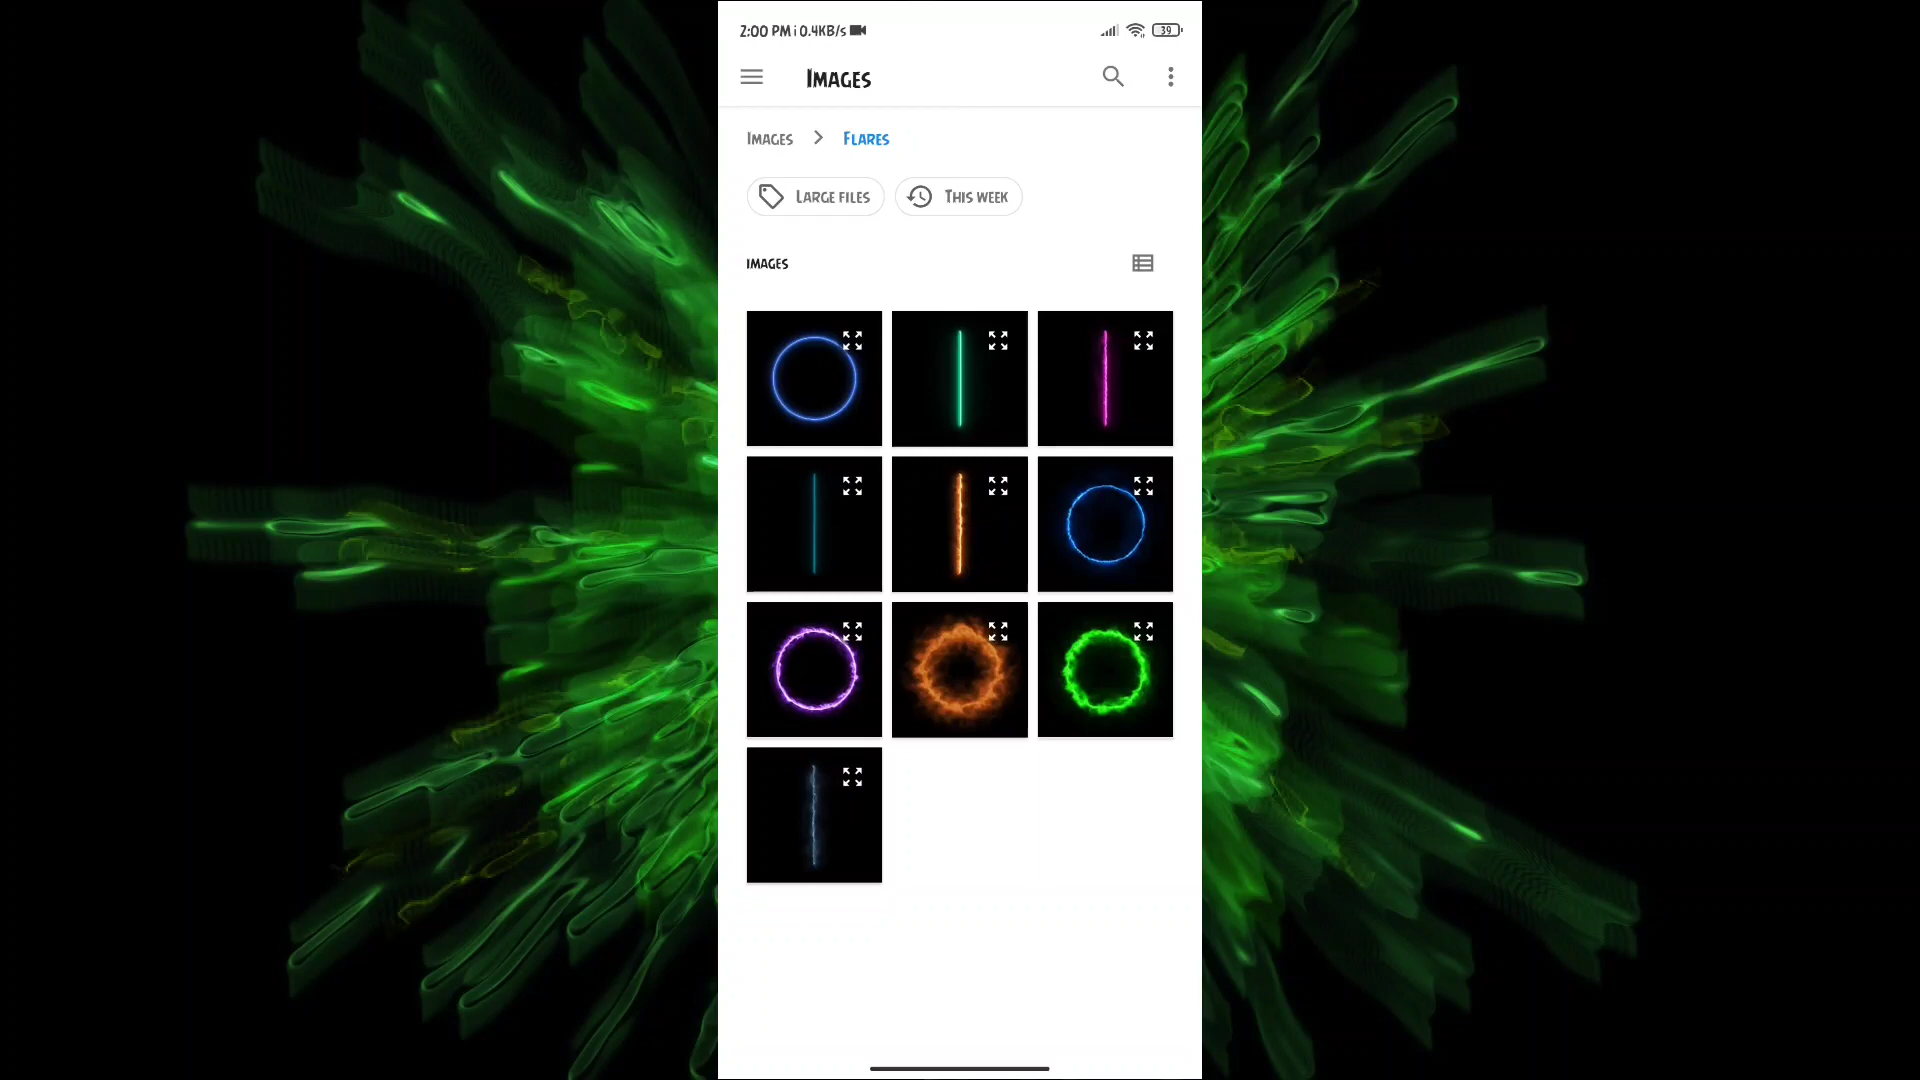 2:00 PM ¡ 0.4KB/s
39
Images
Images > Flares
Large files
This week
IMAGES